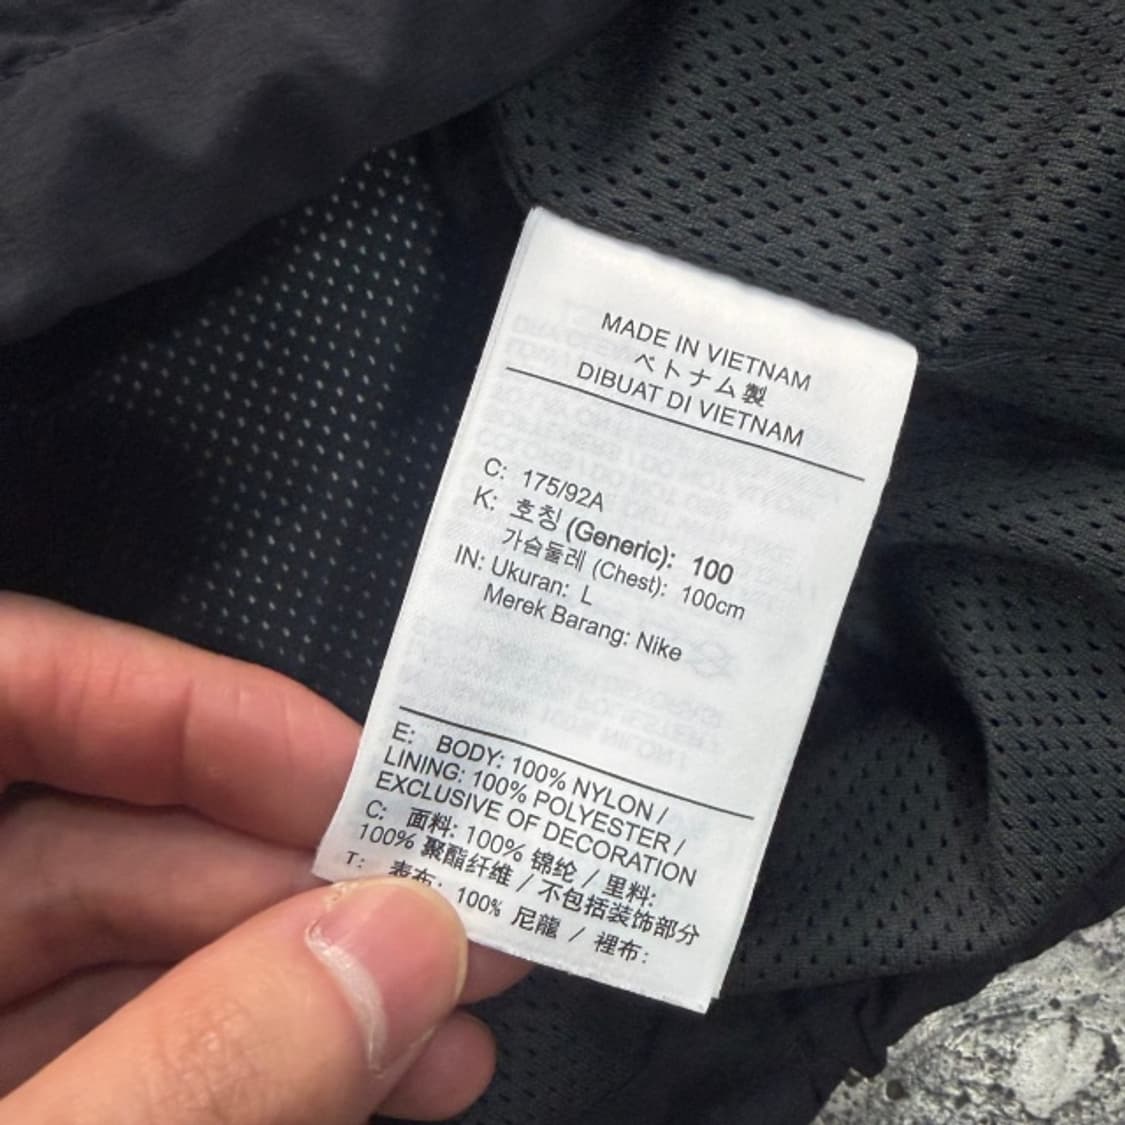 MADE IN VIETNAM
ベトナム製
DIBUAT DI VIETNAM
C: 175/92A
K: 호칭 (Generic): 100
가슴둘레 (Chest): 100cm
IN: Ukuran: L
Merek Barang: Nike
E: BODY: 100% NYLON /
LINING: 100% POLYESTER /
EXCLUSIVE OF DECORATION
C: 面料: 100% 锦纶 / 里料:
100% 聚酯纤维 / 不包括装饰部分
T: 表布: 100% 尼龍 / 裡布: